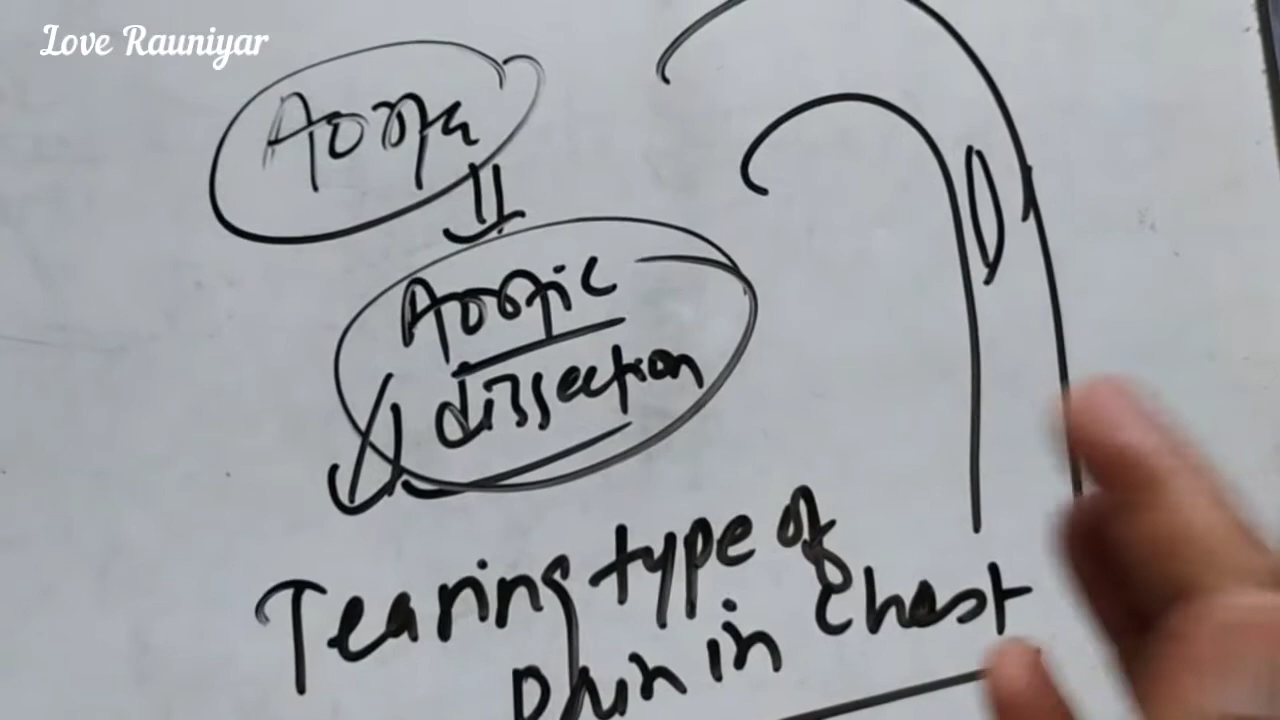 Love Rauniyar
Aorta
Aortic
dissection
Tearing type of
Pain in Chest